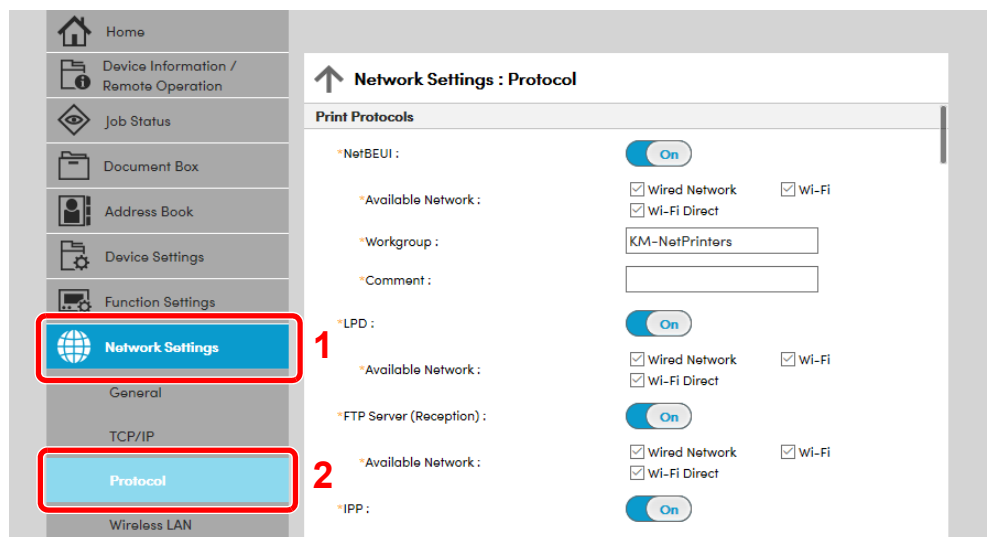 Home
Device Information /
Remote Operation
Job Status
Document Box
Address Book
Device Settings
Function Settings
Network Settings
1
General
TCP/IP
Protocol
2
Wireless LAN
Network Settings : Protocol
Print Protocols
*NetBEUI :
On
*Available Network :
Wired Network
Wi-Fi
Wi-Fi Direct
*Workgroup :
KM-NetPrinters
*Comment :
*LPD :
On
*Available Network :
Wired Network
Wi-Fi
Wi-Fi Direct
*FTP Server (Reception) :
On
*Available Network :
Wired Network
Wi-Fi
Wi-Fi Direct
*IPP :
On